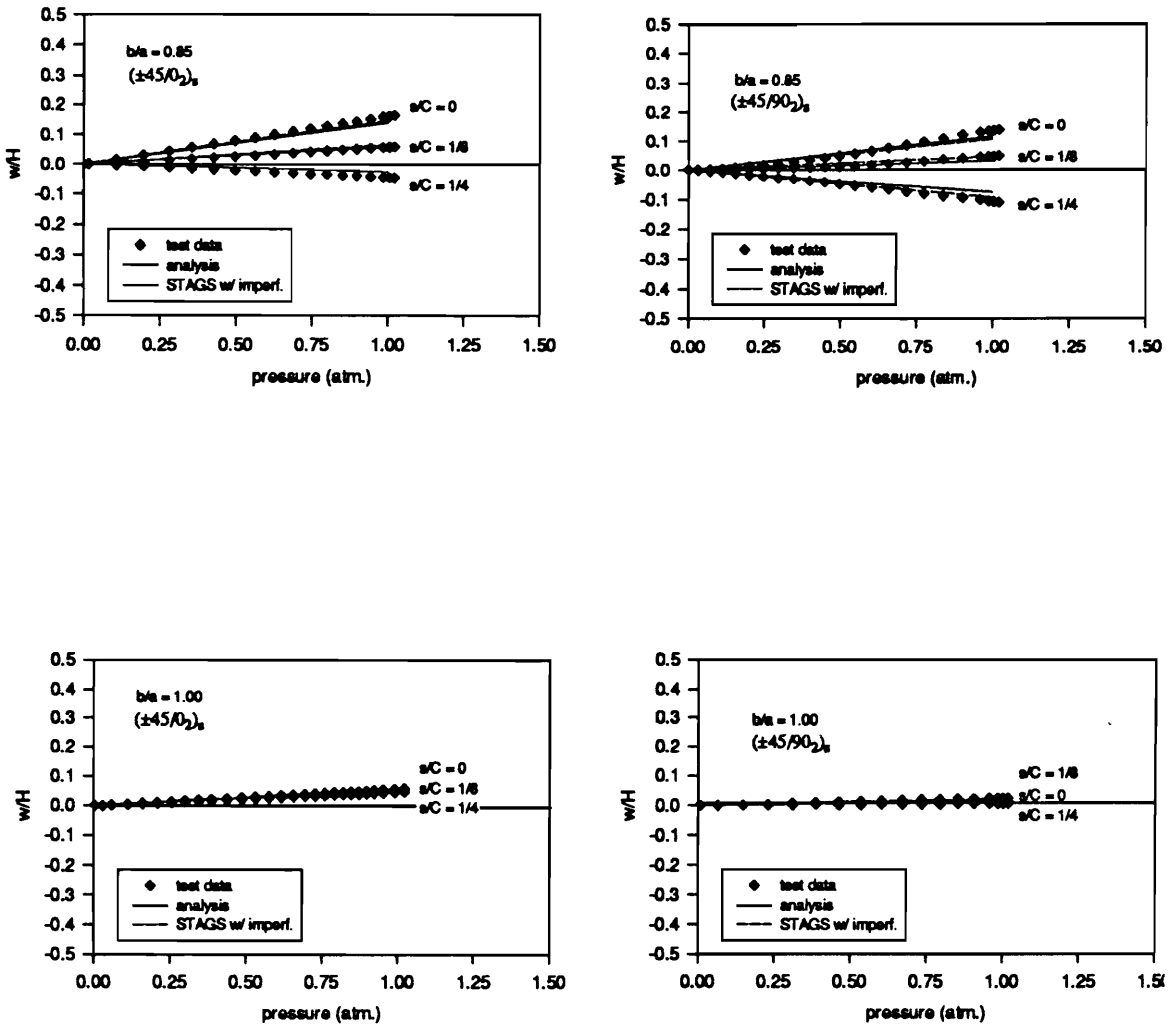 0.5
0.4
0.3
0.2
0.1
0.0
-0.1
-0.2
-0.3
-0.4
-0.5
w/H
b/a = 0.85
(±45/0₂)ₛ
s/C = 0
s/C = 1/8
s/C = 1/4
test data
analysis
STAGS w/ imperf.
0.00 0.25 0.50 0.75 1.00 1.25 1.50
pressure (atm.)
0.5
0.4
0.3
0.2
0.1
0.0
-0.1
-0.2
-0.3
-0.4
-0.5
w/H
b/a = 0.85
(±45/90₂)ₛ
s/C = 0
s/C = 1/8
s/C = 1/4
test data
analysis
STAGS w/ imperf.
0.00 0.25 0.50 0.75 1.00 1.25 1.50
pressure (atm.)
0.5
0.4
0.3
0.2
0.1
0.0
-0.1
-0.2
-0.3
-0.4
-0.5
w/H
b/a = 1.00
(±45/0₂)ₛ
s/C = 0
s/C = 1/8
s/C = 1/4
test data
analysis
STAGS w/ imperf.
0.00 0.25 0.50 0.75 1.00 1.25 1.50
pressure (atm.)
0.5
0.4
0.3
0.2
0.1
0.0
-0.1
-0.2
-0.3
-0.4
-0.5
w/H
b/a = 1.00
(±45/90₂)ₛ
s/C = 1/8
s/C = 0
s/C = 1/4
test data
analysis
STAGS w/ imperf.
0.00 0.25 0.50 0.75 1.00 1.25 1.50
pressure (atm.)